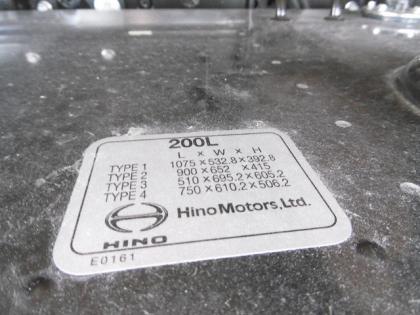 200L
L × W × H
TYPE 1 1075×532.8×392.8
TYPE 2 900×652 ×415
TYPE 3 510×695.2×605.2
TYPE 4 750×610.2×506.2
HINO
Hino Motors, Ltd.
E0161